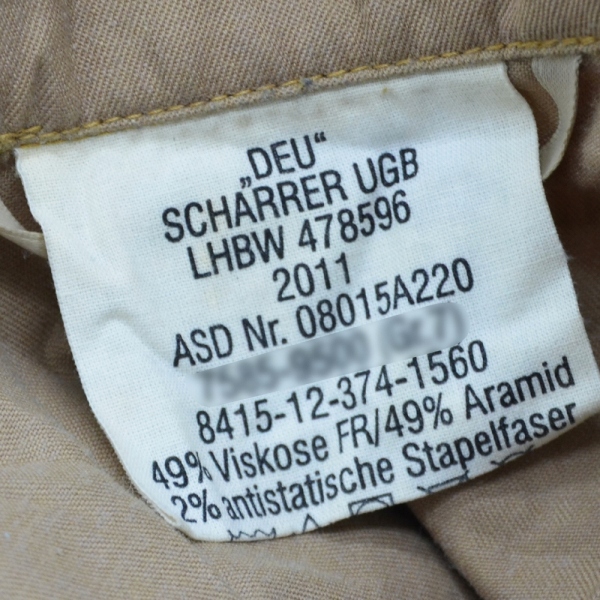 „DEU“
SCHARRER UGB
LHBW 478596
2011
ASD Nr. 08015A220
8415-12-374-1560
49% Viskose FR/49% Aramid
2% antistatische Stapelfaser